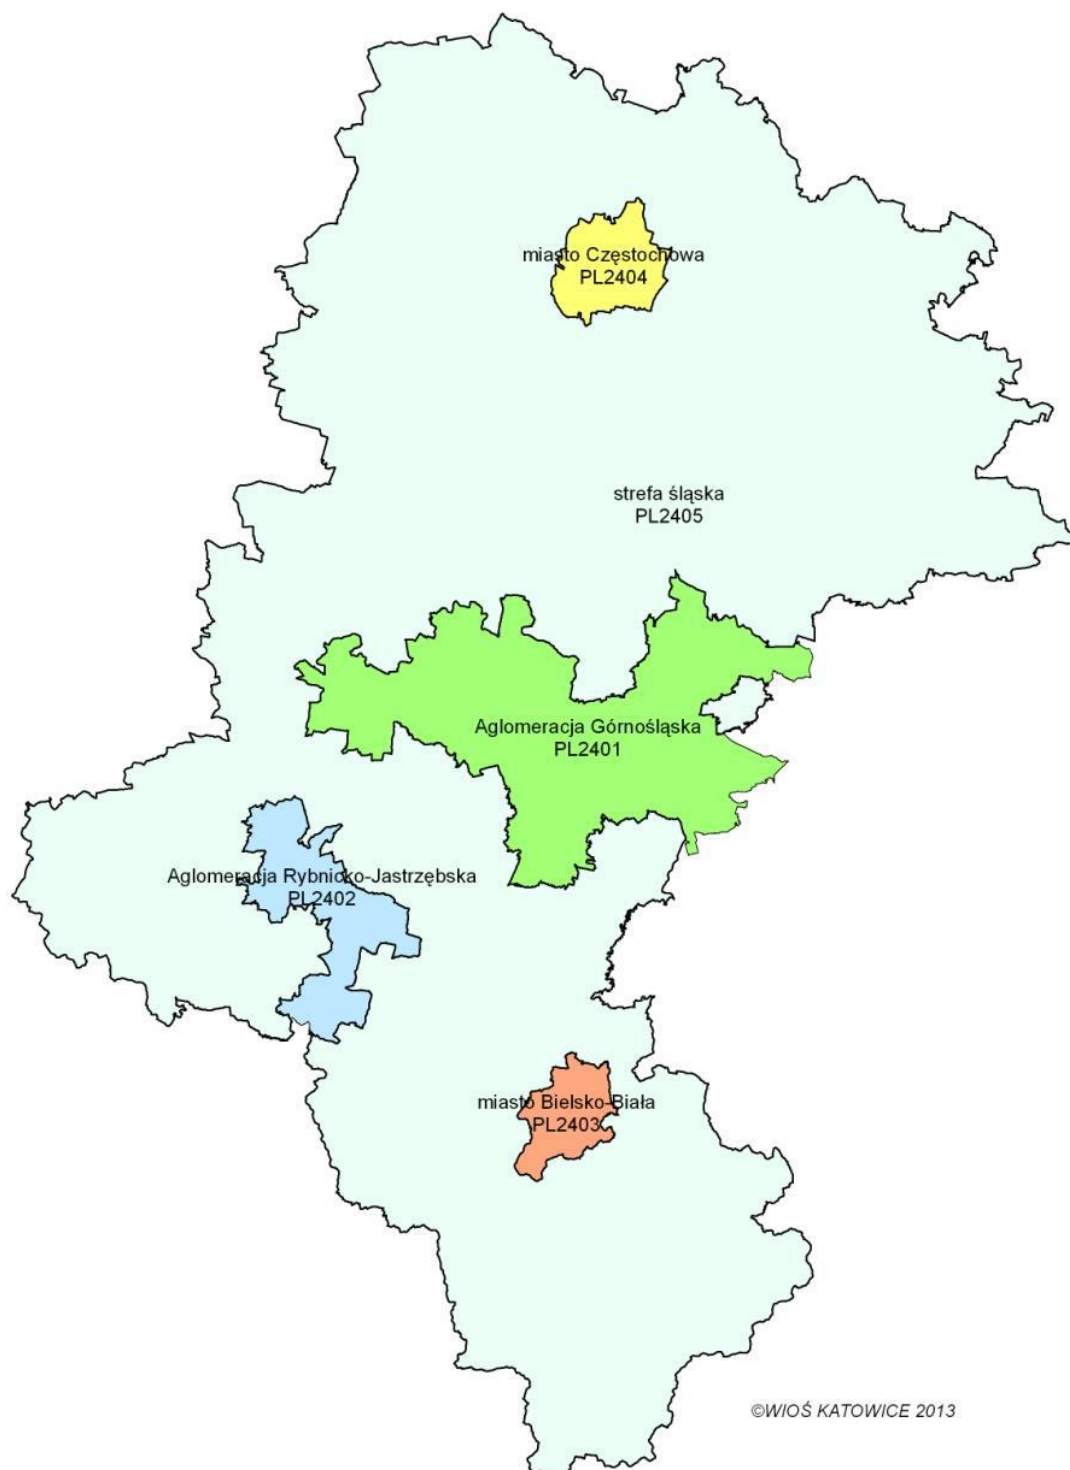 miasto Częstochowa
PL2404
strefa śląska
PL2405
Aglomeracja Górnośląska
PL2401
Aglomeracja Rybnicko-Jastrzębska
PL2402
miasto Bielsko-Biała
PL2403
©WIOŚ KATOWICE 2013